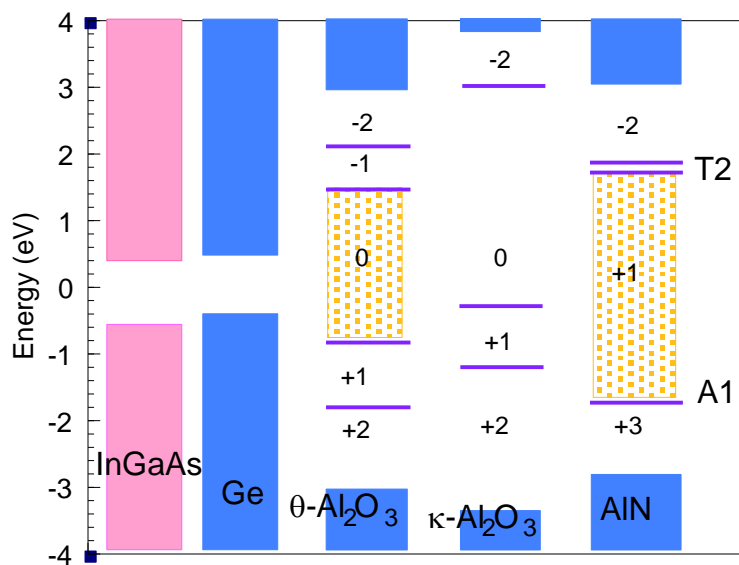 Energy (eV)
4
3
2
1
0
-1
-2
-3
-4
InGaAs
Ge
-2
-1
0
+1
+2
θ-Al₂O₃
-2
0
+1
+2
κ-Al₂O₃
-2
T2
+1
A1
+3
AlN